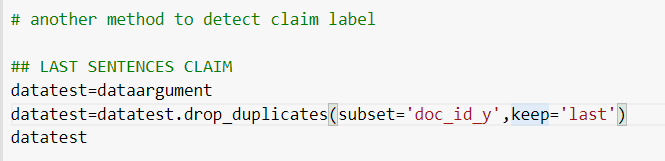 # another method to detect claim label
## LAST SENTENCES CLAIM
datatest=dataargument
datatest=datatest.drop_duplicates(subset='doc_id_y',keep='last')
datatest